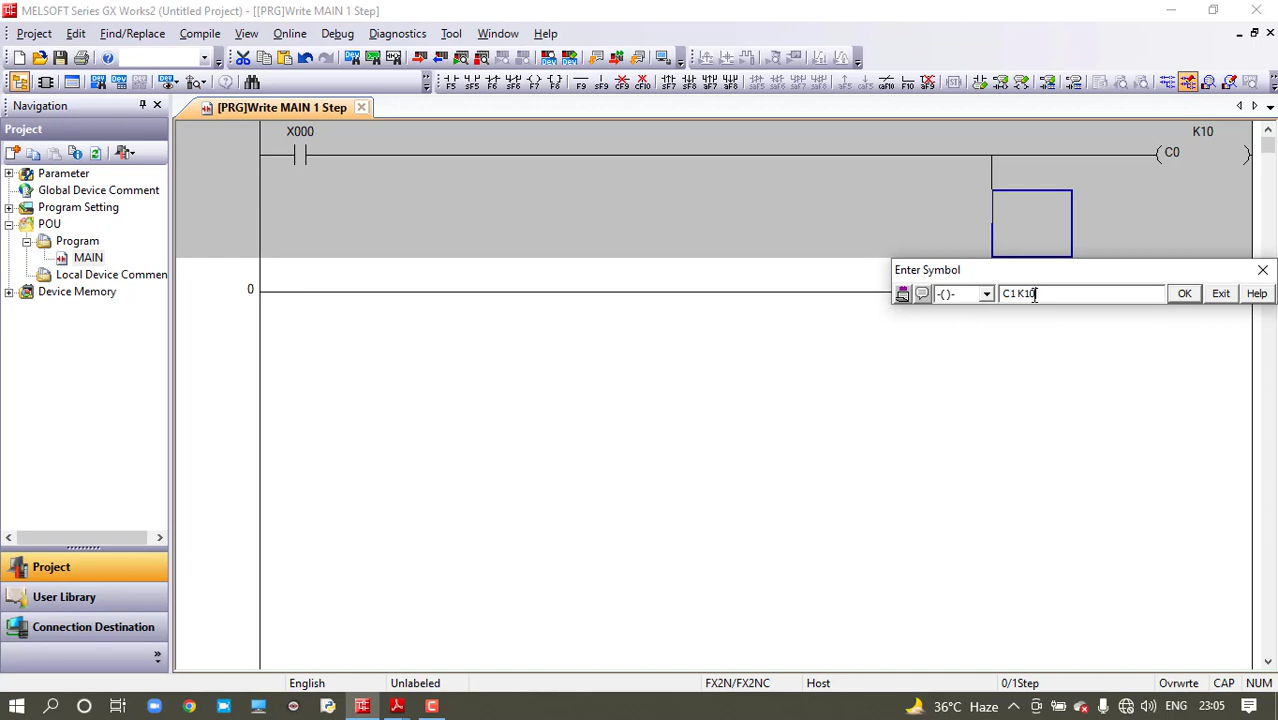 MELSOFT Series GX Works2 (Untitled Project) - [[PRG]Write MAIN 1 Step]
Project Edit Find/Replace Compile View Online Debug Diagnostics Tool Window Help
Navigation
[PRG]Write MAIN 1 Step
Project
Parameter
Global Device Comment
Program Setting
POU
Program
MAIN
Local Device Commen
Device Memory
X000
K10
C0
0
Enter Symbol
-( )-
C1 K10
OK
Exit
Help
Project
User Library
Connection Destination
English
Unlabeled
FX2N/FX2NC
Host
0/1Step
Ovrwrte
CAP
NUM
36°C Haze
ENG
23:05